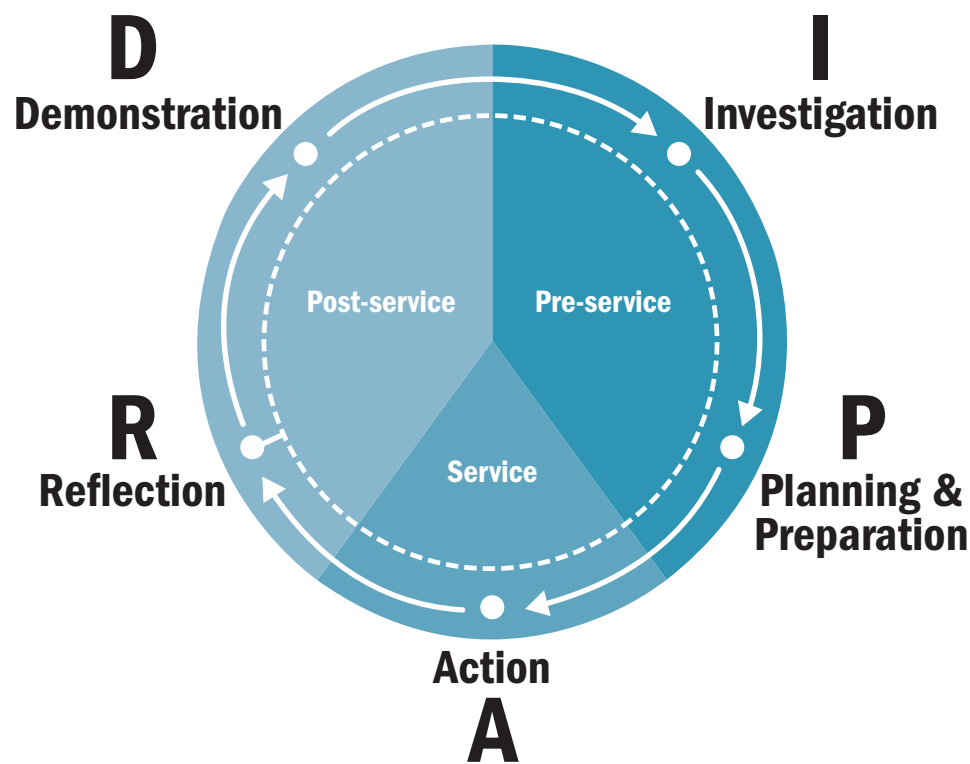 D
Demonstration
I
Investigation
Post-service
Pre-service
R
Reflection
Service
P
Planning &
Preparation
Action
A